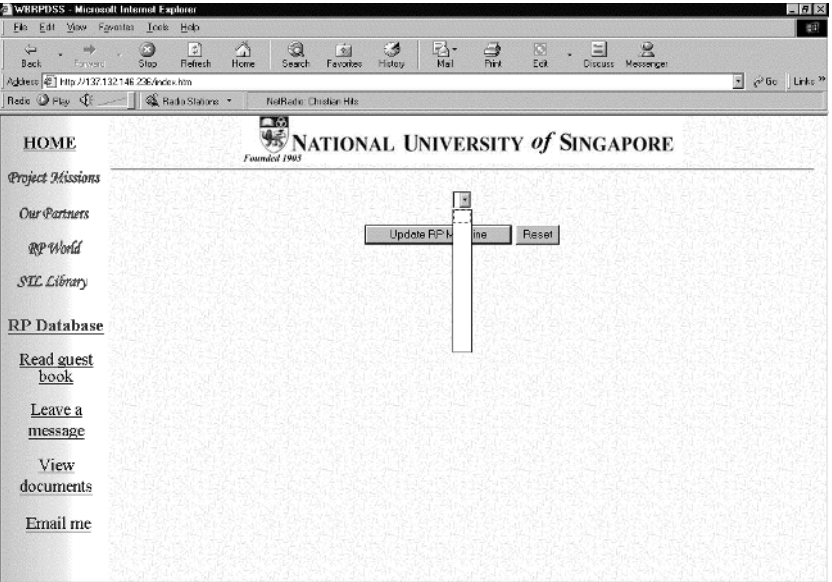 WBRPDSS - Microsoft Internet Explorer
File Edit View Favorites Tools Help
Back Forward Stop Refresh Home Search Favorites History Mail Print Edit Discuss Messenger
Address http://137.132.146.236/index.htm Go Links »
Radio Play Radio Stations NetRadio: Christian Hits
HOME
NATIONAL UNIVERSITY of SINGAPORE
Founded 1905
Project Missions
Our Partners
RP World
STL Library
RP Database
Read guest
book
Leave a
message
View
documents
Email me
Update RP M ine Reset